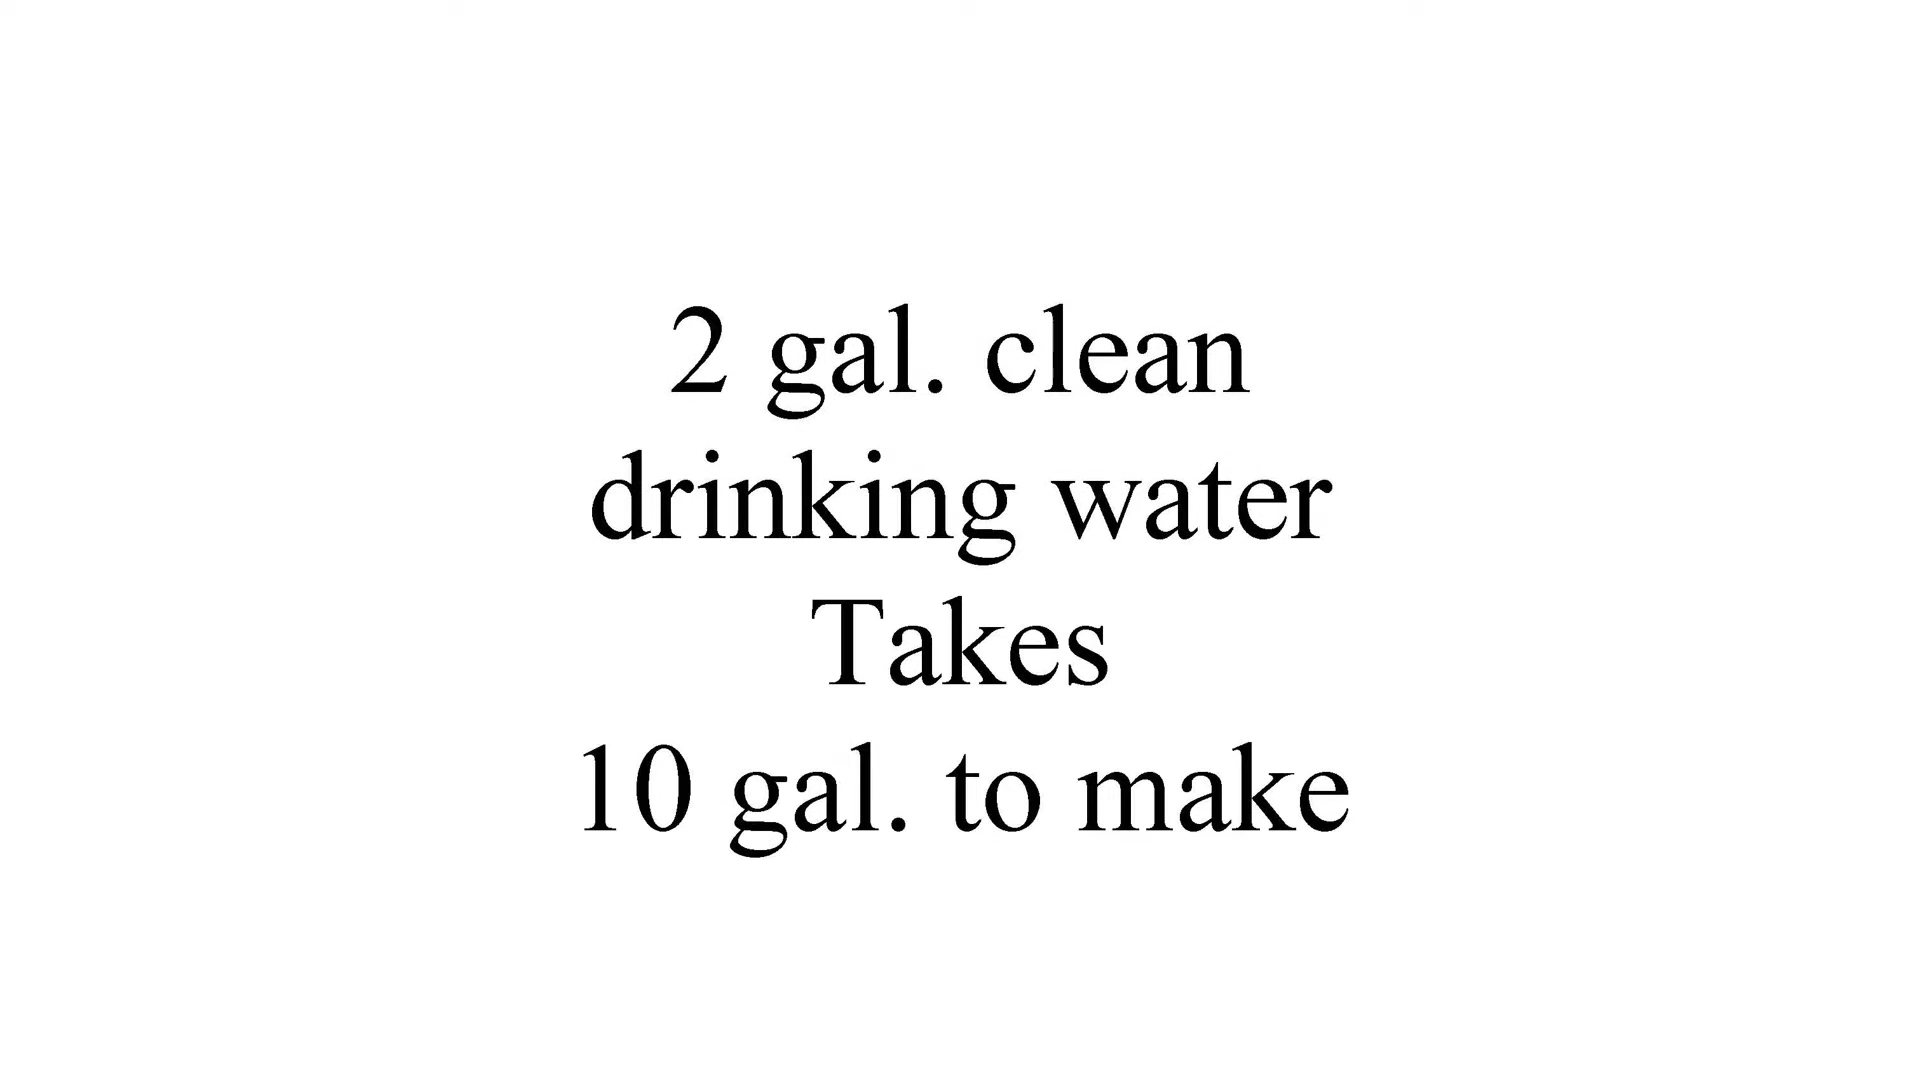 2 gal. clean
drinking water
Takes
10 gal. to make